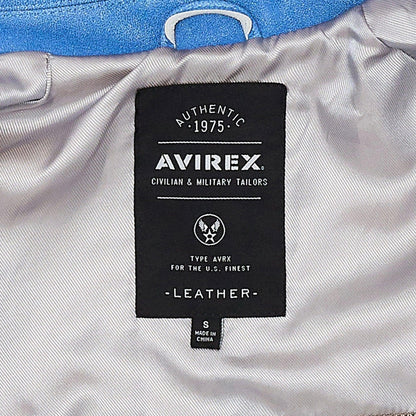 AUTHENTIC
· 1975 ·
AVIREX®
CIVILIAN & MILITARY TAILORS
TYPE AVRX
FOR THE U.S. FINEST
-LEATHER-
S
MADE IN
CHINA